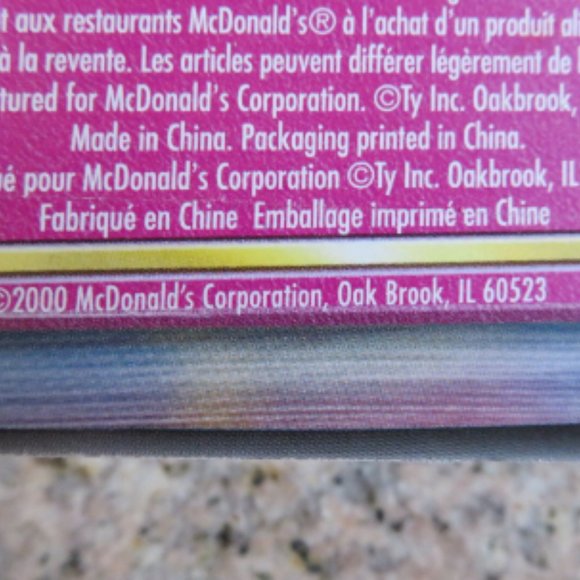 t aux restaurants McDonald's® à l'achat d'un produit
à la revente. Les articles peuvent différer légèrement de
tured for McDonald's Corporation. ©Ty Inc. Oakbrook,
Made in China. Packaging printed in China.
é pour McDonald's Corporation ©Ty Inc. Oakbrook, IL
Fabriqué en Chine Emballage imprimé en Chine
©2000 McDonald's Corporation, Oak Brook, IL 60523